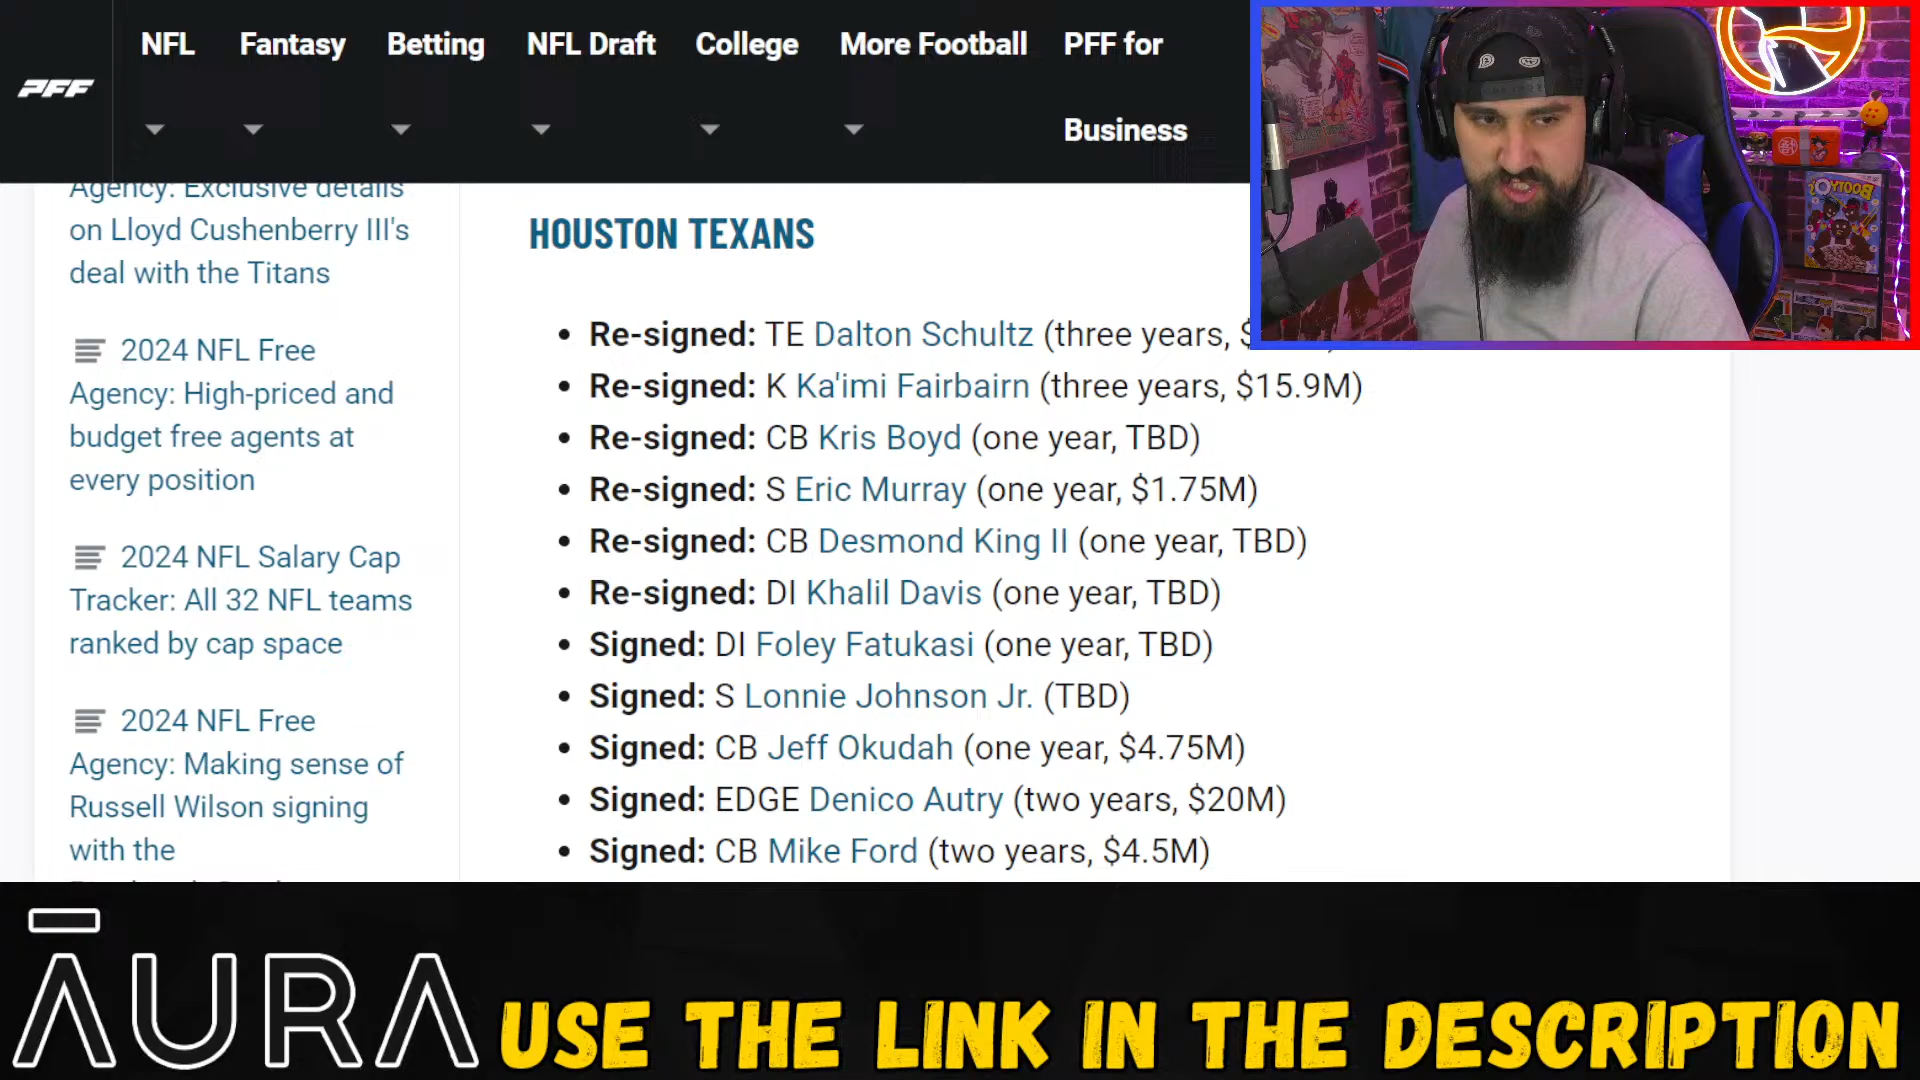 NFL
Fantasy
Betting
NFL Draft
College
More Football
PFF for
Business
PFF
Agency: Exclusive details
on Lloyd Cushenberry III's
deal with the Titans
2024 NFL Free
Agency: High-priced and
budget free agents at
every position
2024 NFL Salary Cap
Tracker: All 32 NFL teams
ranked by cap space
2024 NFL Free
Agency: Making sense of
Russell Wilson signing
with the
HOUSTON TEXANS
• Re-signed: TE Dalton Schultz (three years, $
• Re-signed: K Ka'imi Fairbairn (three years, $15.9M)
• Re-signed: CB Kris Boyd (one year, TBD)
• Re-signed: S Eric Murray (one year, $1.75M)
• Re-signed: CB Desmond King II (one year, TBD)
• Re-signed: DI Khalil Davis (one year, TBD)
• Signed: DI Foley Fatukasi (one year, TBD)
• Signed: S Lonnie Johnson Jr. (TBD)
• Signed: CB Jeff Okudah (one year, $4.75M)
• Signed: EDGE Denico Autry (two years, $20M)
• Signed: CB Mike Ford (two years, $4.5M)
ĀURA
USE THE LINK IN THE DESCRIPTION